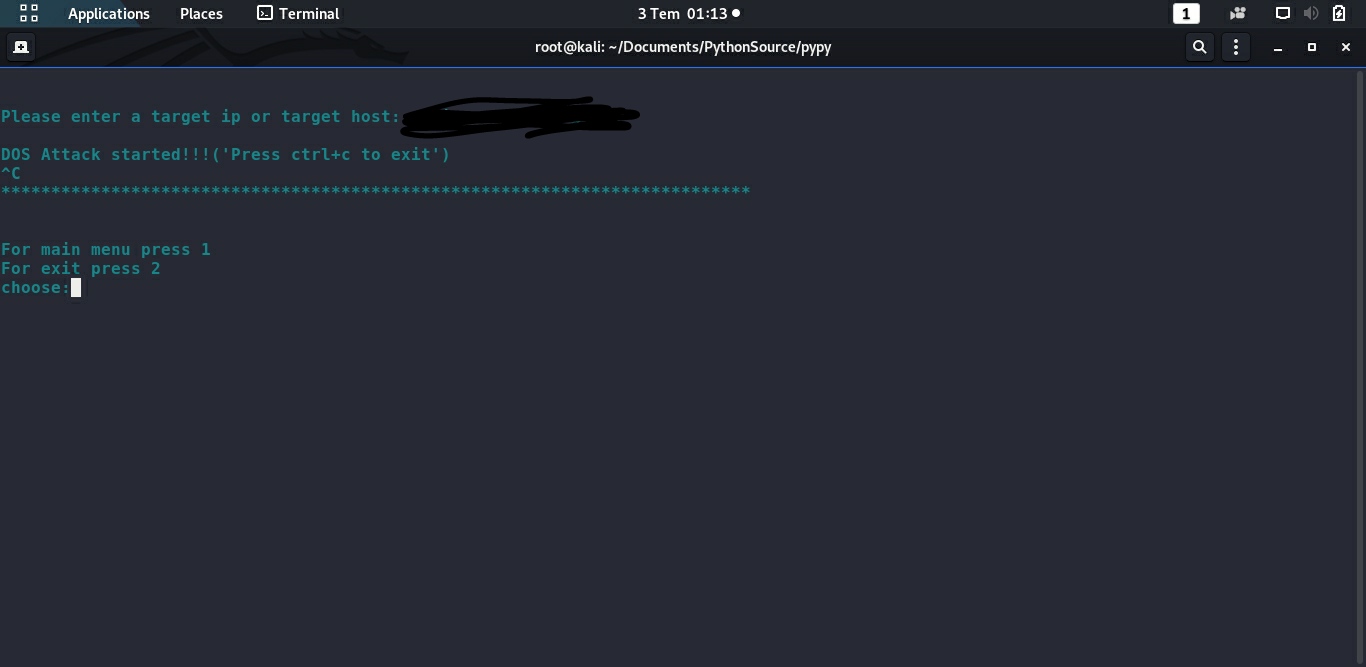 Applications Places Terminal 3 Tem 01:13 1
root@kali: ~/Documents/PythonSource/pypy
Please enter a target ip or target host:
DOS Attack started!!!('Press ctrl+c to exit')
^C
***************************************************************************
For main menu press 1
For exit press 2
choose: